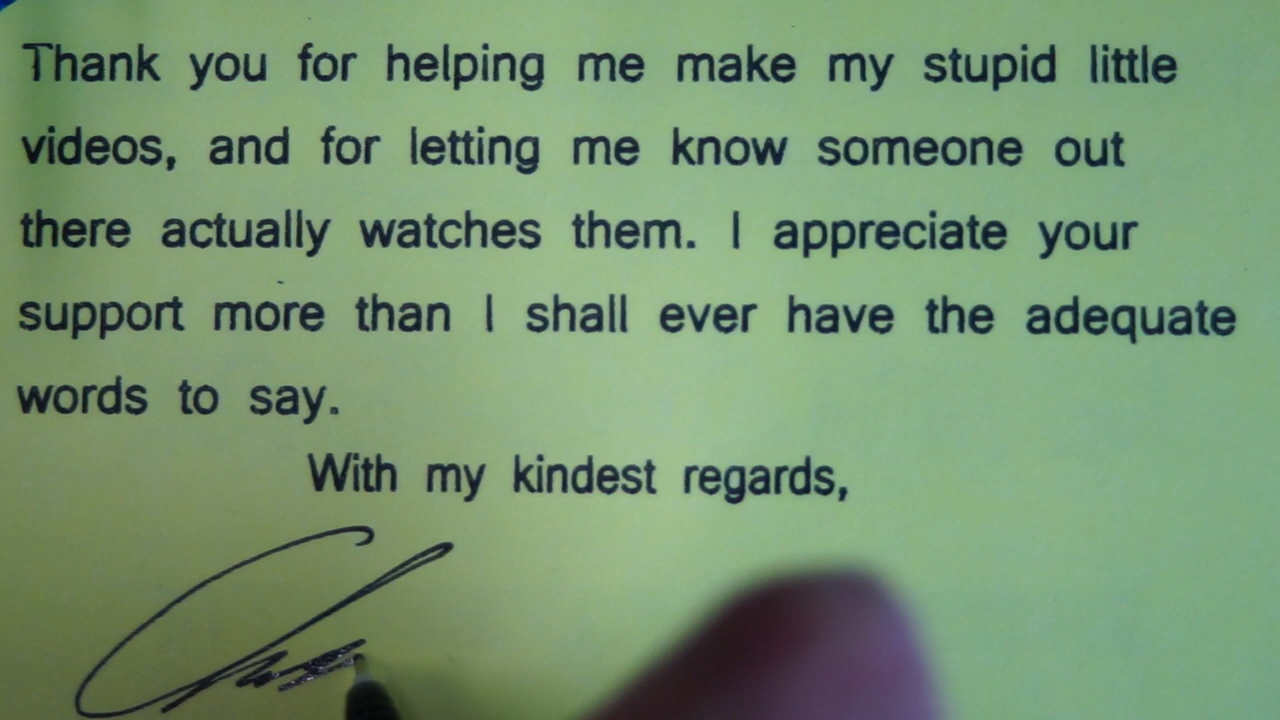 Thank you for helping me make my stupid little
videos, and for letting me know someone out
there actually watches them. I appreciate your
support more than I shall ever have the adequate
words to say.
With my kindest regards,